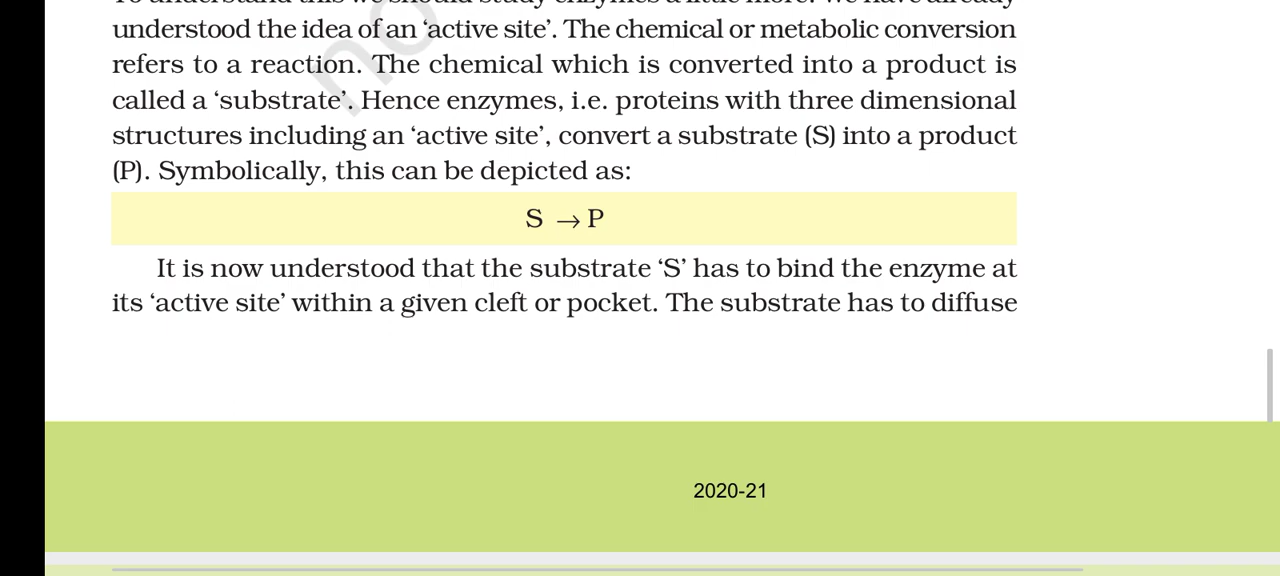 understood the idea of an ‘active site’. The chemical or metabolic conversion
refers to a reaction. The chemical which is converted into a product is
called a ‘substrate’. Hence enzymes, i.e. proteins with three dimensional
structures including an ‘active site’, convert a substrate (S) into a product
(P). Symbolically, this can be depicted as:
S → P
It is now understood that the substrate ‘S’ has to bind the enzyme at
its ‘active site’ within a given cleft or pocket. The substrate has to diffuse
2020-21